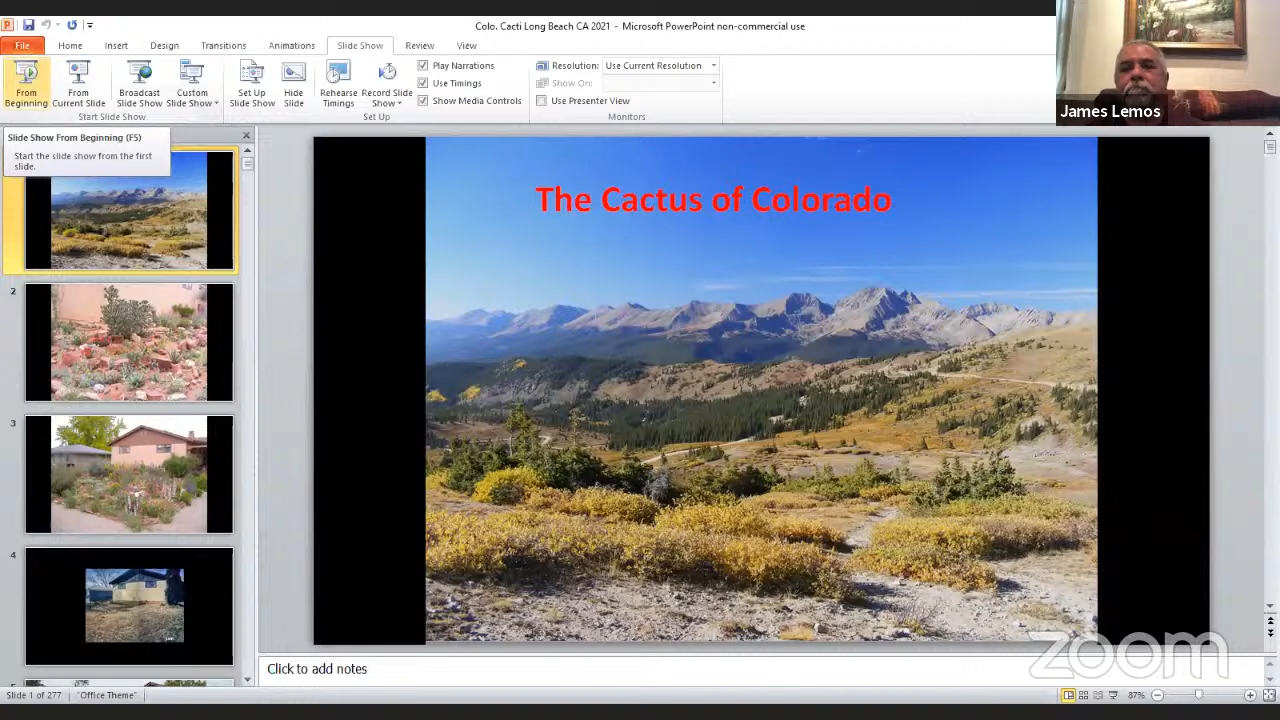 Colo. Cacti Long Beach CA 2021 - Microsoft PowerPoint non-commercial use
File Home Insert Design Transitions Animations Slide Show Review View
From Beginning
From Current Slide
Broadcast Slide Show
Custom Slide Show
Set Up Slide Show
Hide Slide
Rehearse Timings
Record Slide Show
Play Narrations
Use Timings
Show Media Controls
Resolution: Use Current Resolution
Show On:
Use Presenter View
Start Slide Show
Set Up
Monitors
James Lemos
Slide Show From Beginning (F5)
Start the slide show from the first
slide.
The Cactus of Colorado
2
3
4
Click to add notes
zoom
Slide 1 of 277 "Office Theme" 87%